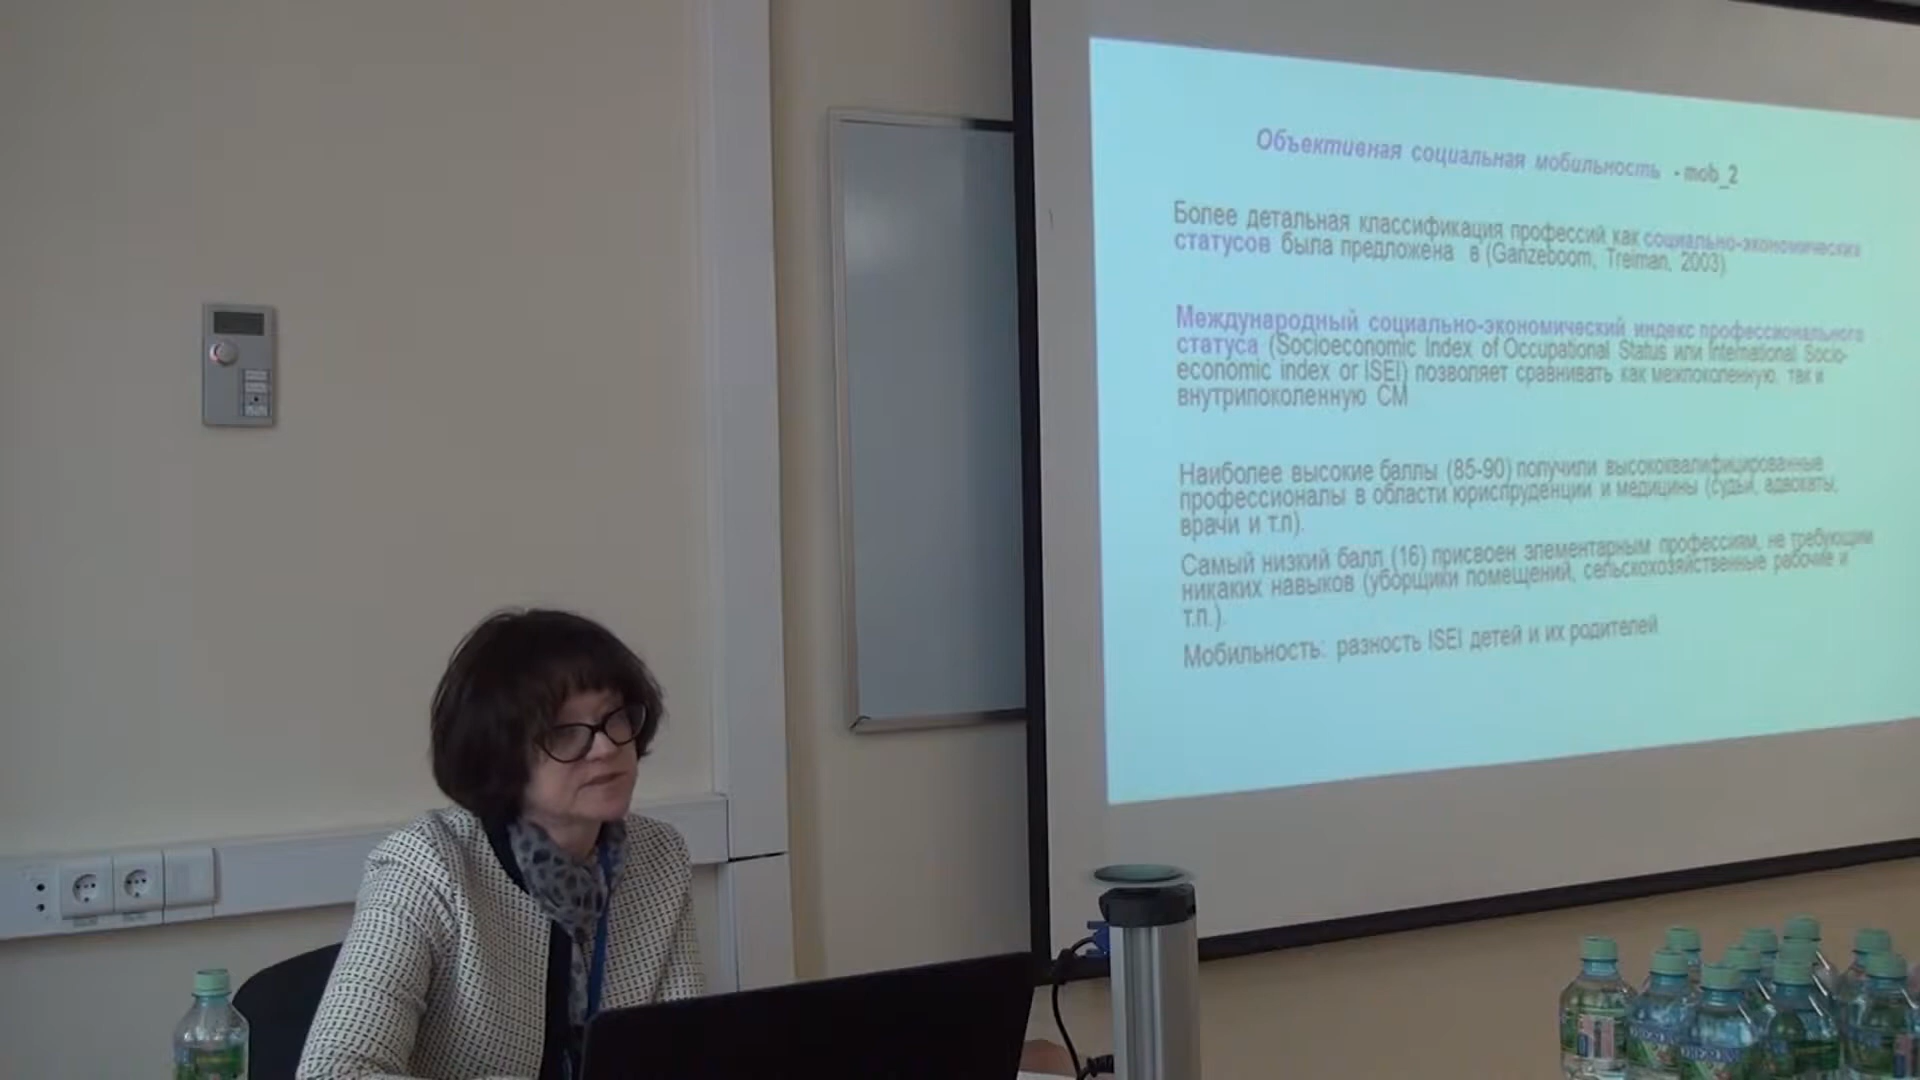 Объективная социальная мобильность - mob_2
Более детальная классификация профессий как социально-экономических
статусов была предложена в (Ganzeboom, Treiman, 2003)
Международный социально-экономический индекс профессионального
статуса (Socioeconomic Index of Occupational Status или International Socio-
economic index or ISEI) позволяет сравнивать как межпоколенную, так и
внутрипоколенную СМ
Наиболее высокие баллы (85-90) получили высококвалифицированные
профессионалы в области юриспруденции и медицины (судьи, адвокаты,
врачи и т.п).
Самый низкий балл (16) присвоен элементарным профессиям, не требующим
никаких навыков (уборщики помещений, сельскохозяйственные рабочие и
т.п.).
Мобильность: разность ISEI детей и их родителей